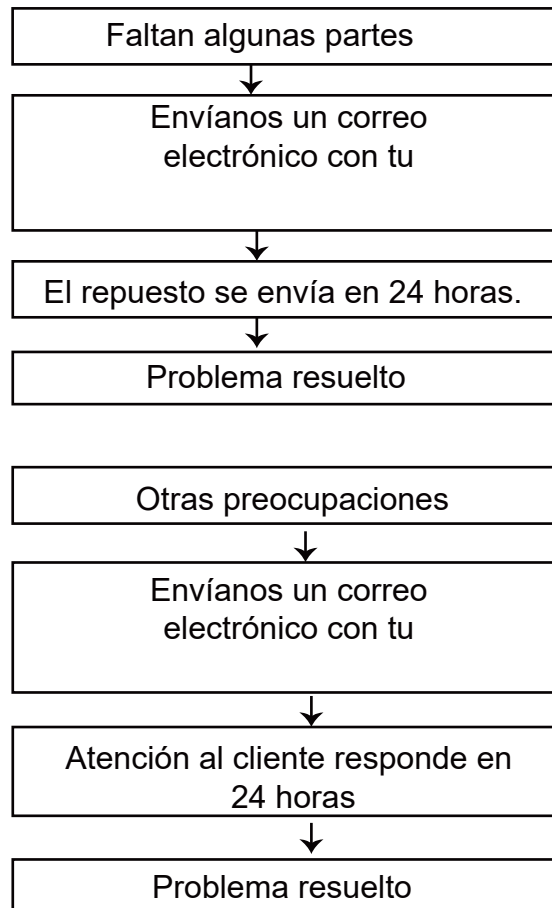 Faltan algunas partes
Envíanos un correo
electrónico con tu
El repuesto se envía en 24 horas.
Problema resuelto
Otras preocupaciones
Envíanos un correo
electrónico con tu
Atención al cliente responde en
24 horas
Problema resuelto